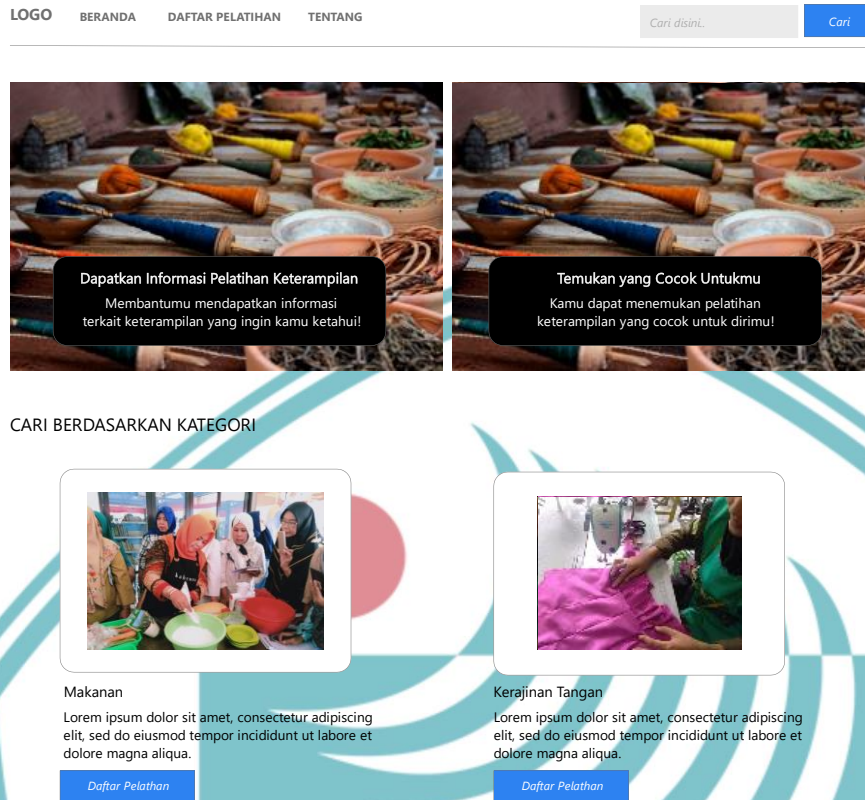 LOGO BERANDA DAFTAR PELATIHAN TENTANG Cari disini.. Cari
Dapatkan Informasi Pelatihan Keterampilan
Membantumu mendapatkan informasi
terkait keterampilan yang ingin kamu ketahui!
Temukan yang Cocok Untukmu
Kamu dapat menemukan pelatihan
keterampilan yang cocok untuk dirimu!
CARI BERDASARKAN KATEGORI
Makanan
Lorem ipsum dolor sit amet, consectetur adipiscing
elit, sed do eiusmod tempor incididunt ut labore et
dolore magna aliqua.
Daftar Pelathan
Kerajinan Tangan
Lorem ipsum dolor sit amet, consectetur adipiscing
elit, sed do eiusmod tempor incididunt ut labore et
dolore magna aliqua.
Daftar Pelathan